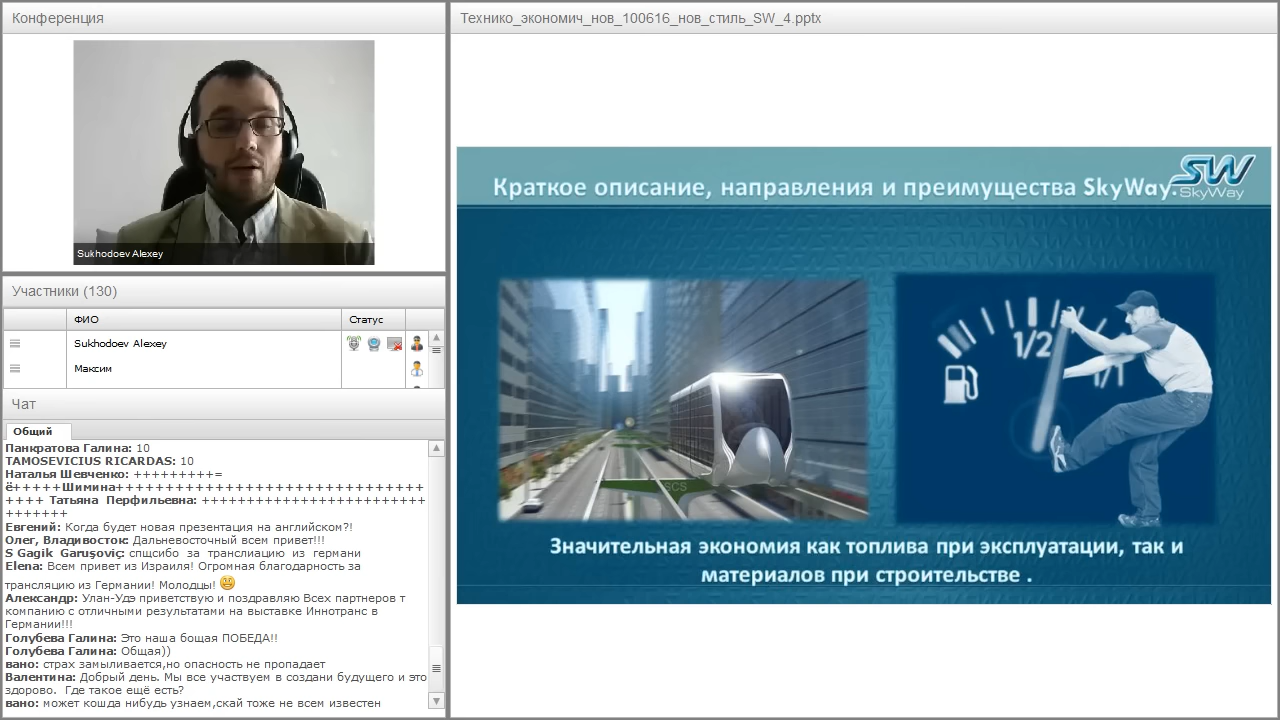 Конференция
Sukhodoev Alexey
Участники (130)
ФИО
Статус
Sukhodoev Alexey
Максим
Чат
Общий
Панкратова Галина: 10
TAMOSEVICIUS RICARDAS: 10
Наталья Шевченко: ++++++++++=
ё+++++Шимина++++++++++++++++++++++++++++++++++
++++ Татьяна Перфильевна: +++++++++++++++++++++++++
+++++++
Евгений: Когда будет новая презентация на английском?!
Олег, Владивосток: Дальневосточный всем привет!!!
S Gagik Garuşoviç: спщсибо за транслиацию из германи
Elena: Всем привет из Израиля! Огромная благодарность за
трансляцию из Германии! Молодцы!
Александр: Улан-Удэ приветствую и поздравляю Всех партнеров т
компанию с отличными результатами на выставке Иннотранс в
Германии!!!
Голубева Галина: Это наша бощая ПОБЕДА!!
Голубева Галина: Общая))
вано: страх замыливается,но опасность не пропадает
Валентина: Добрый день. Мы все участвуем в создани будущего и это
здорово. Где такое ещё есть?
вано: может кошда нибудь узнаем,скай тоже не всем известен
Технико_экономич_нов_100616_нов_стиль_SW_4.pptx
Краткое описание, направления и преимущества SkyWay.
SW
SkyWay
SCS
1/2
1/1
Значительная экономия как топлива при эксплуатации, так и
материалов при строительстве .